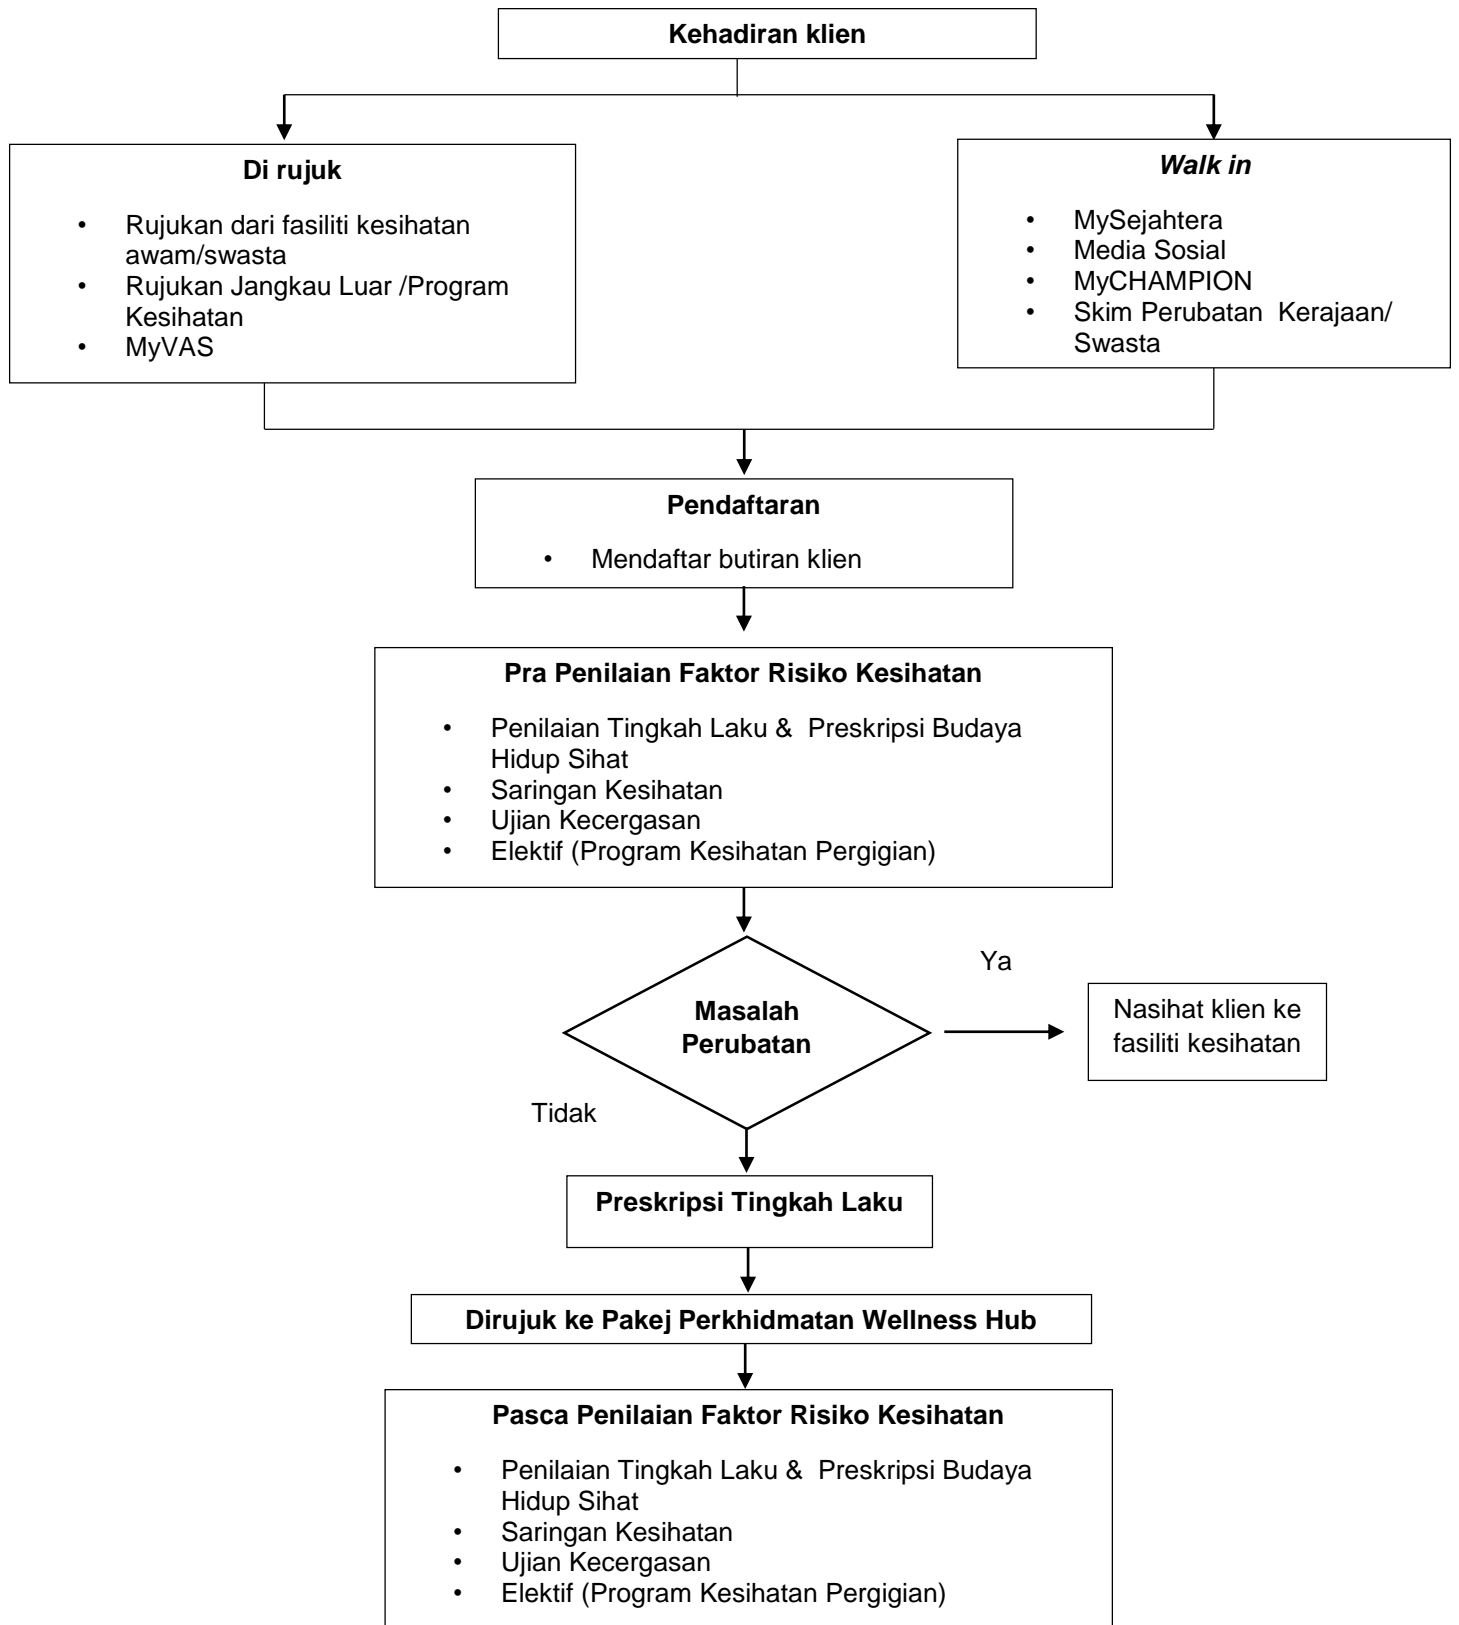 Kehadiran klien
Di rujuk
• Rujukan dari fasiliti kesihatan
awam/swasta
• Rujukan Jangkau Luar /Program
Kesihatan
• MyVAS
Walk in
• MySejahtera
• Media Sosial
• MyCHAMPION
• Skim Perubatan Kerajaan/
Swasta
Pendaftaran
• Mendaftar butiran klien
Pra Penilaian Faktor Risiko Kesihatan
• Penilaian Tingkah Laku & Preskripsi Budaya
Hidup Sihat
• Saringan Kesihatan
• Ujian Kecergasan
• Elektif (Program Kesihatan Pergigian)
Masalah
Perubatan
Ya
Nasihat klien ke
fasiliti kesihatan
Tidak
Preskripsi Tingkah Laku
Dirujuk ke Pakej Perkhidmatan Wellness Hub
Pasca Penilaian Faktor Risiko Kesihatan
• Penilaian Tingkah Laku & Preskripsi Budaya
Hidup Sihat
• Saringan Kesihatan
• Ujian Kecergasan
• Elektif (Program Kesihatan Pergigian)